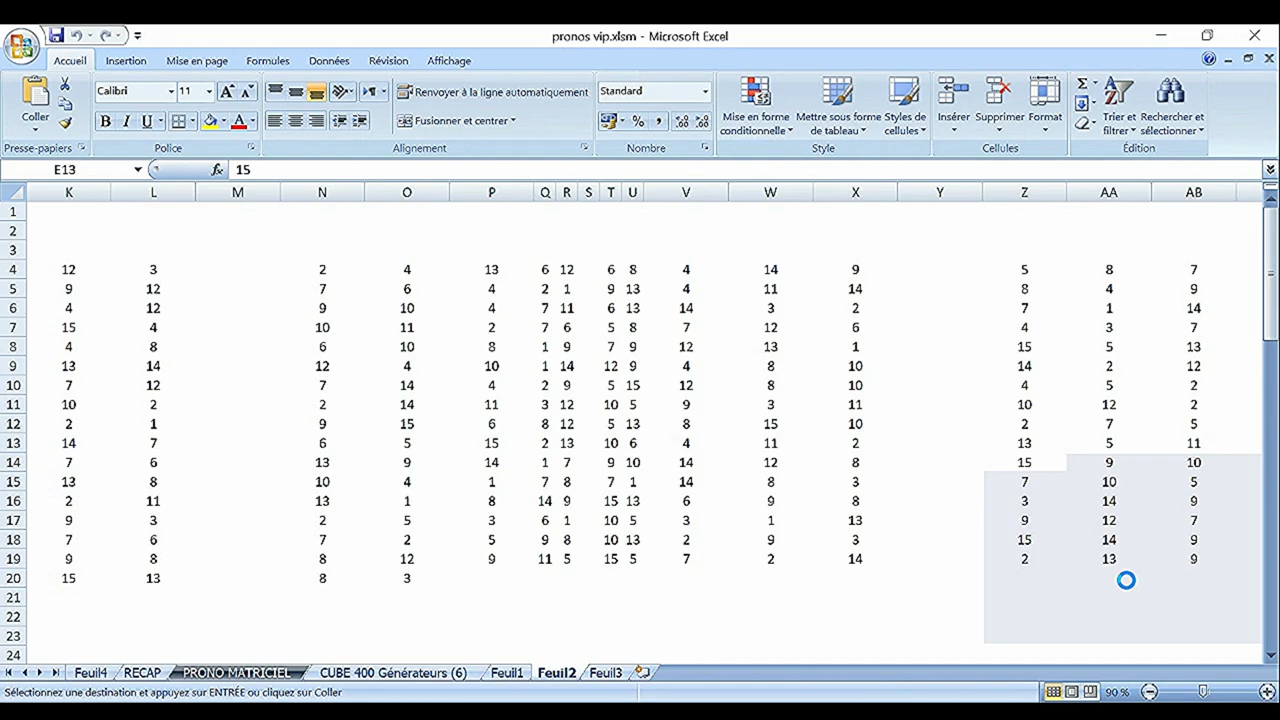 pronos vip.xlsm - Microsoft Excel
Accueil Insertion Mise en page Formules Données Révision Affichage
Calibri 11 Renvoyer à la ligne automatiquement Standard
Coller G I S Fusionner et centrer % Mise en forme conditionnelle Mettre sous forme de tableau Styles de cellules Insérer Supprimer Format Trier et filtrer Rechercher et sélectionner
Presse-papiers Police Alignement Nombre Style Cellules Édition
E13 fx 15
K L M N O P Q R S T U V W X Y Z AA AB
1
2
3
4 12 3 2 4 13 6 12 6 8 4 14 9 5 8 7
5 9 12 7 6 4 2 1 9 13 4 11 14 8 4 9
6 4 12 9 10 4 7 11 6 13 14 3 2 7 1 14
7 15 4 10 11 2 7 6 5 8 7 12 6 4 3 7
8 4 8 6 10 8 1 9 7 9 12 13 1 15 5 13
9 13 14 12 4 10 1 14 12 9 4 8 10 14 2 12
10 7 12 7 14 4 2 9 5 15 12 8 10 4 5 2
11 10 2 2 14 11 3 12 10 5 9 3 11 10 12 2
12 2 1 9 15 6 8 12 5 13 8 15 10 2 7 5
13 14 7 6 5 15 2 13 10 6 4 11 2 13 5 11
14 7 6 13 9 14 1 7 9 10 14 12 8 15 9 10
15 13 8 10 4 1 7 8 7 1 14 8 3 7 10 5
16 2 11 13 1 8 14 9 15 13 6 9 8 3 14 9
17 9 3 2 5 3 6 1 10 5 3 1 13 9 12 7
18 7 6 7 2 5 9 8 10 13 2 9 3 15 14 9
19 9 8 8 12 9 11 5 15 5 7 2 14 2 13 9
20 15 13 8 3
21
22
23
24
Feuil4 RECAP PRONO MATRICIEL CUBE 400 Générateurs (6) Feuil1 Feuil2 Feuil3
Sélectionnez une destination et appuyez sur ENTRÉE ou cliquez sur Coller 90 %